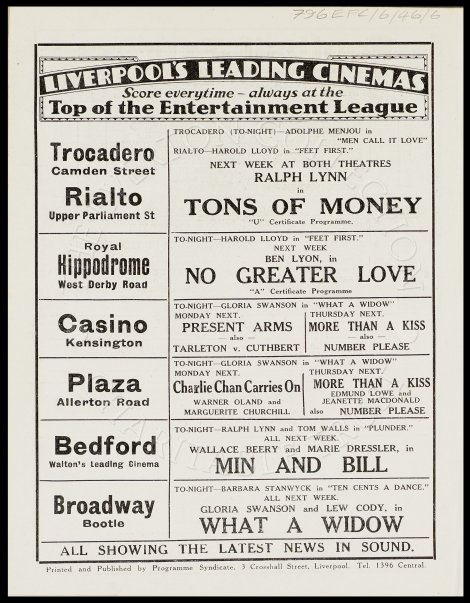 796EFC/6/46/6
LIVERPOOL'S LEADING CINEMAS
Score everytime - always at the
Top of the Entertainment League
Trocadero
Camden Street
Rialto
Upper Parliament St
TROCADERO (TO-NIGHT)—ADOLPHE MENJOU in
"MEN CALL IT LOVE"
RIALTO—HAROLD LLOYD in "FEET FIRST."
NEXT WEEK AT BOTH THEATRES
RALPH LYNN
in
TONS OF MONEY
"U" Certificate Programme.
Royal
Hippodrome
West Derby Road
TO-NIGHT—HAROLD LLOYD in "FEET FIRST."
NEXT WEEK
BEN LYON, in
NO GREATER LOVE
"A" Certificate Programme
Casino
Kensington
TO-NIGHT—GLORIA SWANSON in "WHAT A WIDOW"
MONDAY NEXT.
PRESENT ARMS
— also —
TARLETON v. CUTHBERT
THURSDAY NEXT.
MORE THAN A KISS
— also —
NUMBER PLEASE
Plaza
Allerton Road
TO-NIGHT—GLORIA SWANSON in "WHAT A WIDOW"
MONDAY NEXT.
Charlie Chan Carries On
WARNER OLAND and
MARGUERITE CHURCHILL
THURSDAY NEXT.
MORE THAN A KISS
EDMUND LOWE and
JEANETTE MACDONALD
also NUMBER PLEASE
Bedford
Walton's Leading Cinema
TO-NIGHT—RALPH LYNN and TOM WALLS in "PLUNDER."
ALL NEXT WEEK.
WALLACE BEERY and MARIE DRESSLER, in
MIN AND BILL
Broadway
Bootle
TO-NIGHT—BARBARA STANWYCK in "TEN CENTS A DANCE."
ALL NEXT WEEK.
GLORIA SWANSON and LEW CODY, in
WHAT A WIDOW
ALL SHOWING THE LATEST NEWS IN SOUND.
Printed and Published by Programme Syndicate, 3 Crosshall Street, Liverpool. Tel. 1396 Central.